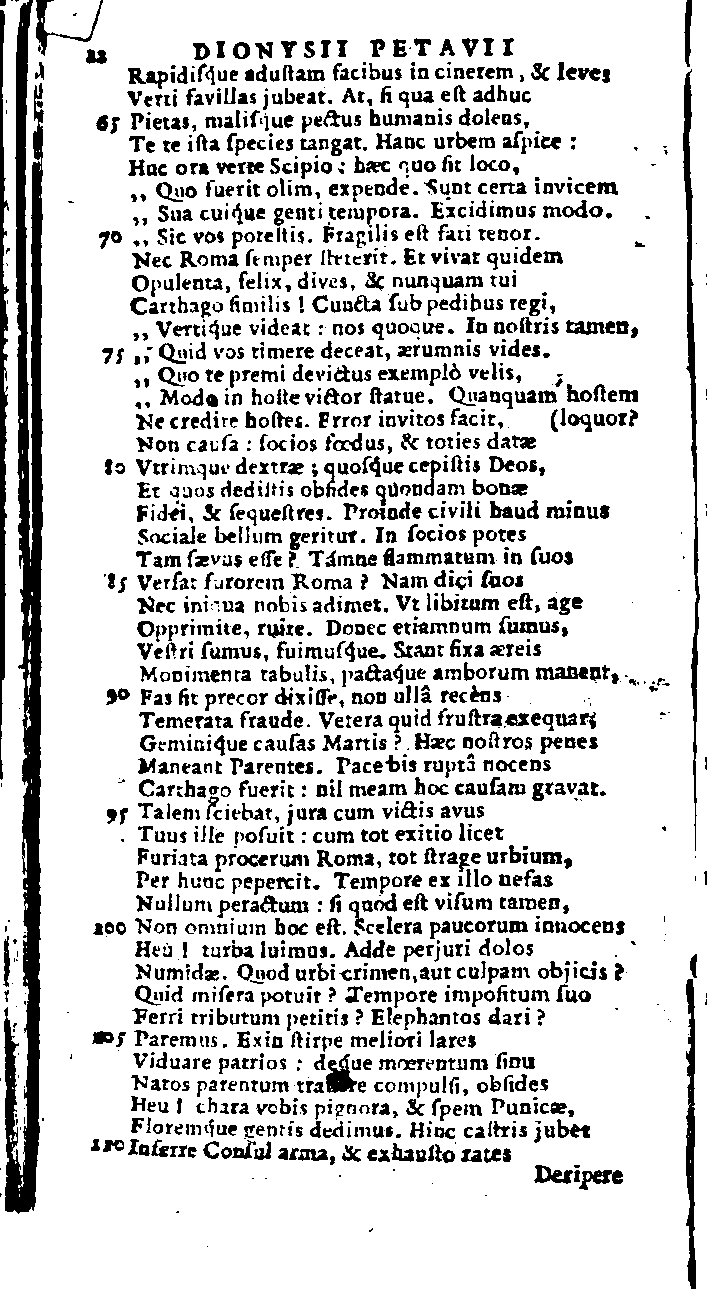 22 DIONYSII PETAVII
Rapidiſque aduſtam facibus in cinerem, & leves
Verti favillas jubeat. At, ſi qua eſt adhuc
65 Pietas, maliſque pectus humanis dolens,
Te te iſta ſpecies tangat. Hanc urbem aſpice :
Huc ora verte Scipio : hæc quo ſit loco,
,, Quo fuerit olim, expende. Sunt certa invicem
,, Sua cuique genti tempora. Excidimus modo.
70 ,, Sic vos poteſtis. Fragilis eſt fati tenor.
Nec Roma ſemper ſteterit. Et vivat quidem
Opulenta, felix, dives, & nunquam tui
Carthago ſimilis ! Cuncta ſub pedibus regi,
,, Vertique videat : nos quoque. In noſtris tamen,
75 ,, Quid vos timere deceat, ærumnis vides.
,, Quo te premi devictus exemplò velis,
,, Modo in hoſte victor ſtatue. Quanquam hoſtem
Ne credite hoſtes. Error invitos facit, (loquor?
Non cauſa : ſocios fœdus, & toties datæ
80 Vtrimque dextræ ; quoſque cepiſtis Deos,
Et quos dediſtis obſides quondam bonæ
Fidei, & ſequeſtres. Proinde civili haud minus
Sociale bellum geritur. In ſocios potes
Tam ſævus eſſe ? Támne flammatum in ſuos
85 Verſat furorem Roma ? Nam dici ſuos
Nec iniqua nobis adimet. Vt libitum eſt, age
Opprimite, ruite. Donec etiamnum ſumus,
Veſtri ſumus, fuimuſque. Stant fixa æreis
Monimenta tabulis, pactaque amborum manent,
90 Fas ſit precor dixiſſe, non ullâ recèns
Temerata fraude. Vetera quid fruſtra exequar;
Geminique cauſas Martis ? Hæc noſtros penes
Maneant Parentes. Pace bis ruptâ nocens
Carthago fuerit : nil meam hoc cauſam gravat.
95 Talem ſciebat, jura cum victis avus
Tuus ille poſuit : cum tot exitio licet
Furiata procerum Roma, tot ſtrage urbium,
Per hunc pepercit. Tempore ex illo nefas
Nullum peractum : ſi quod eſt viſum tamen,
200 Non omnium hoc eſt. Scelera paucorum innocens
Heu ! turba luimus. Adde perjuri dolos
Numidæ. Quod urbi crimen, aut culpam objicis ?
Quid miſera potuit ? Tempore impoſitum ſuo
Ferri tributum petitis ? Elephantos dari ?
205 Paremus. Exin ſtirpe meliori lares
Viduare patrios : deque mœrentum ſinu
Natos parentum compulſi, obſides
Heu ! chara vobis pignora, & ſpem Punicæ,
Floremque gentis dedimus. Hinc caſtris jubet
210 Inferre Conſul arma, & exhauſto rates
Deripere